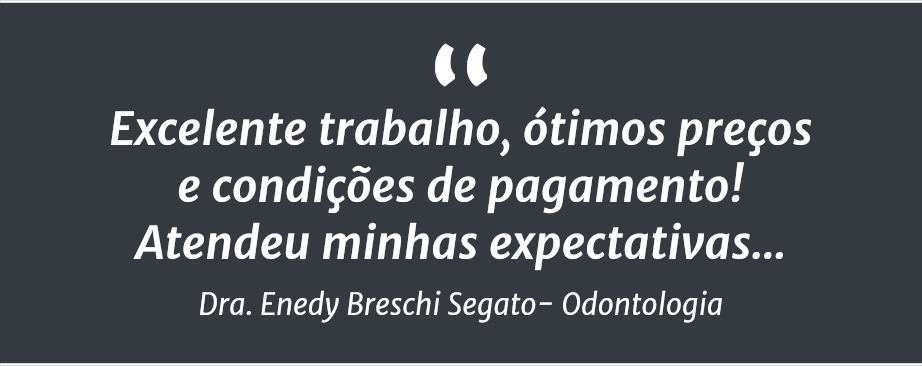 “
Excelente trabalho, ótimos preços
e condições de pagamento!
Atendeu minhas expectativas...
Dra. Enedy Breschi Segato- Odontologia